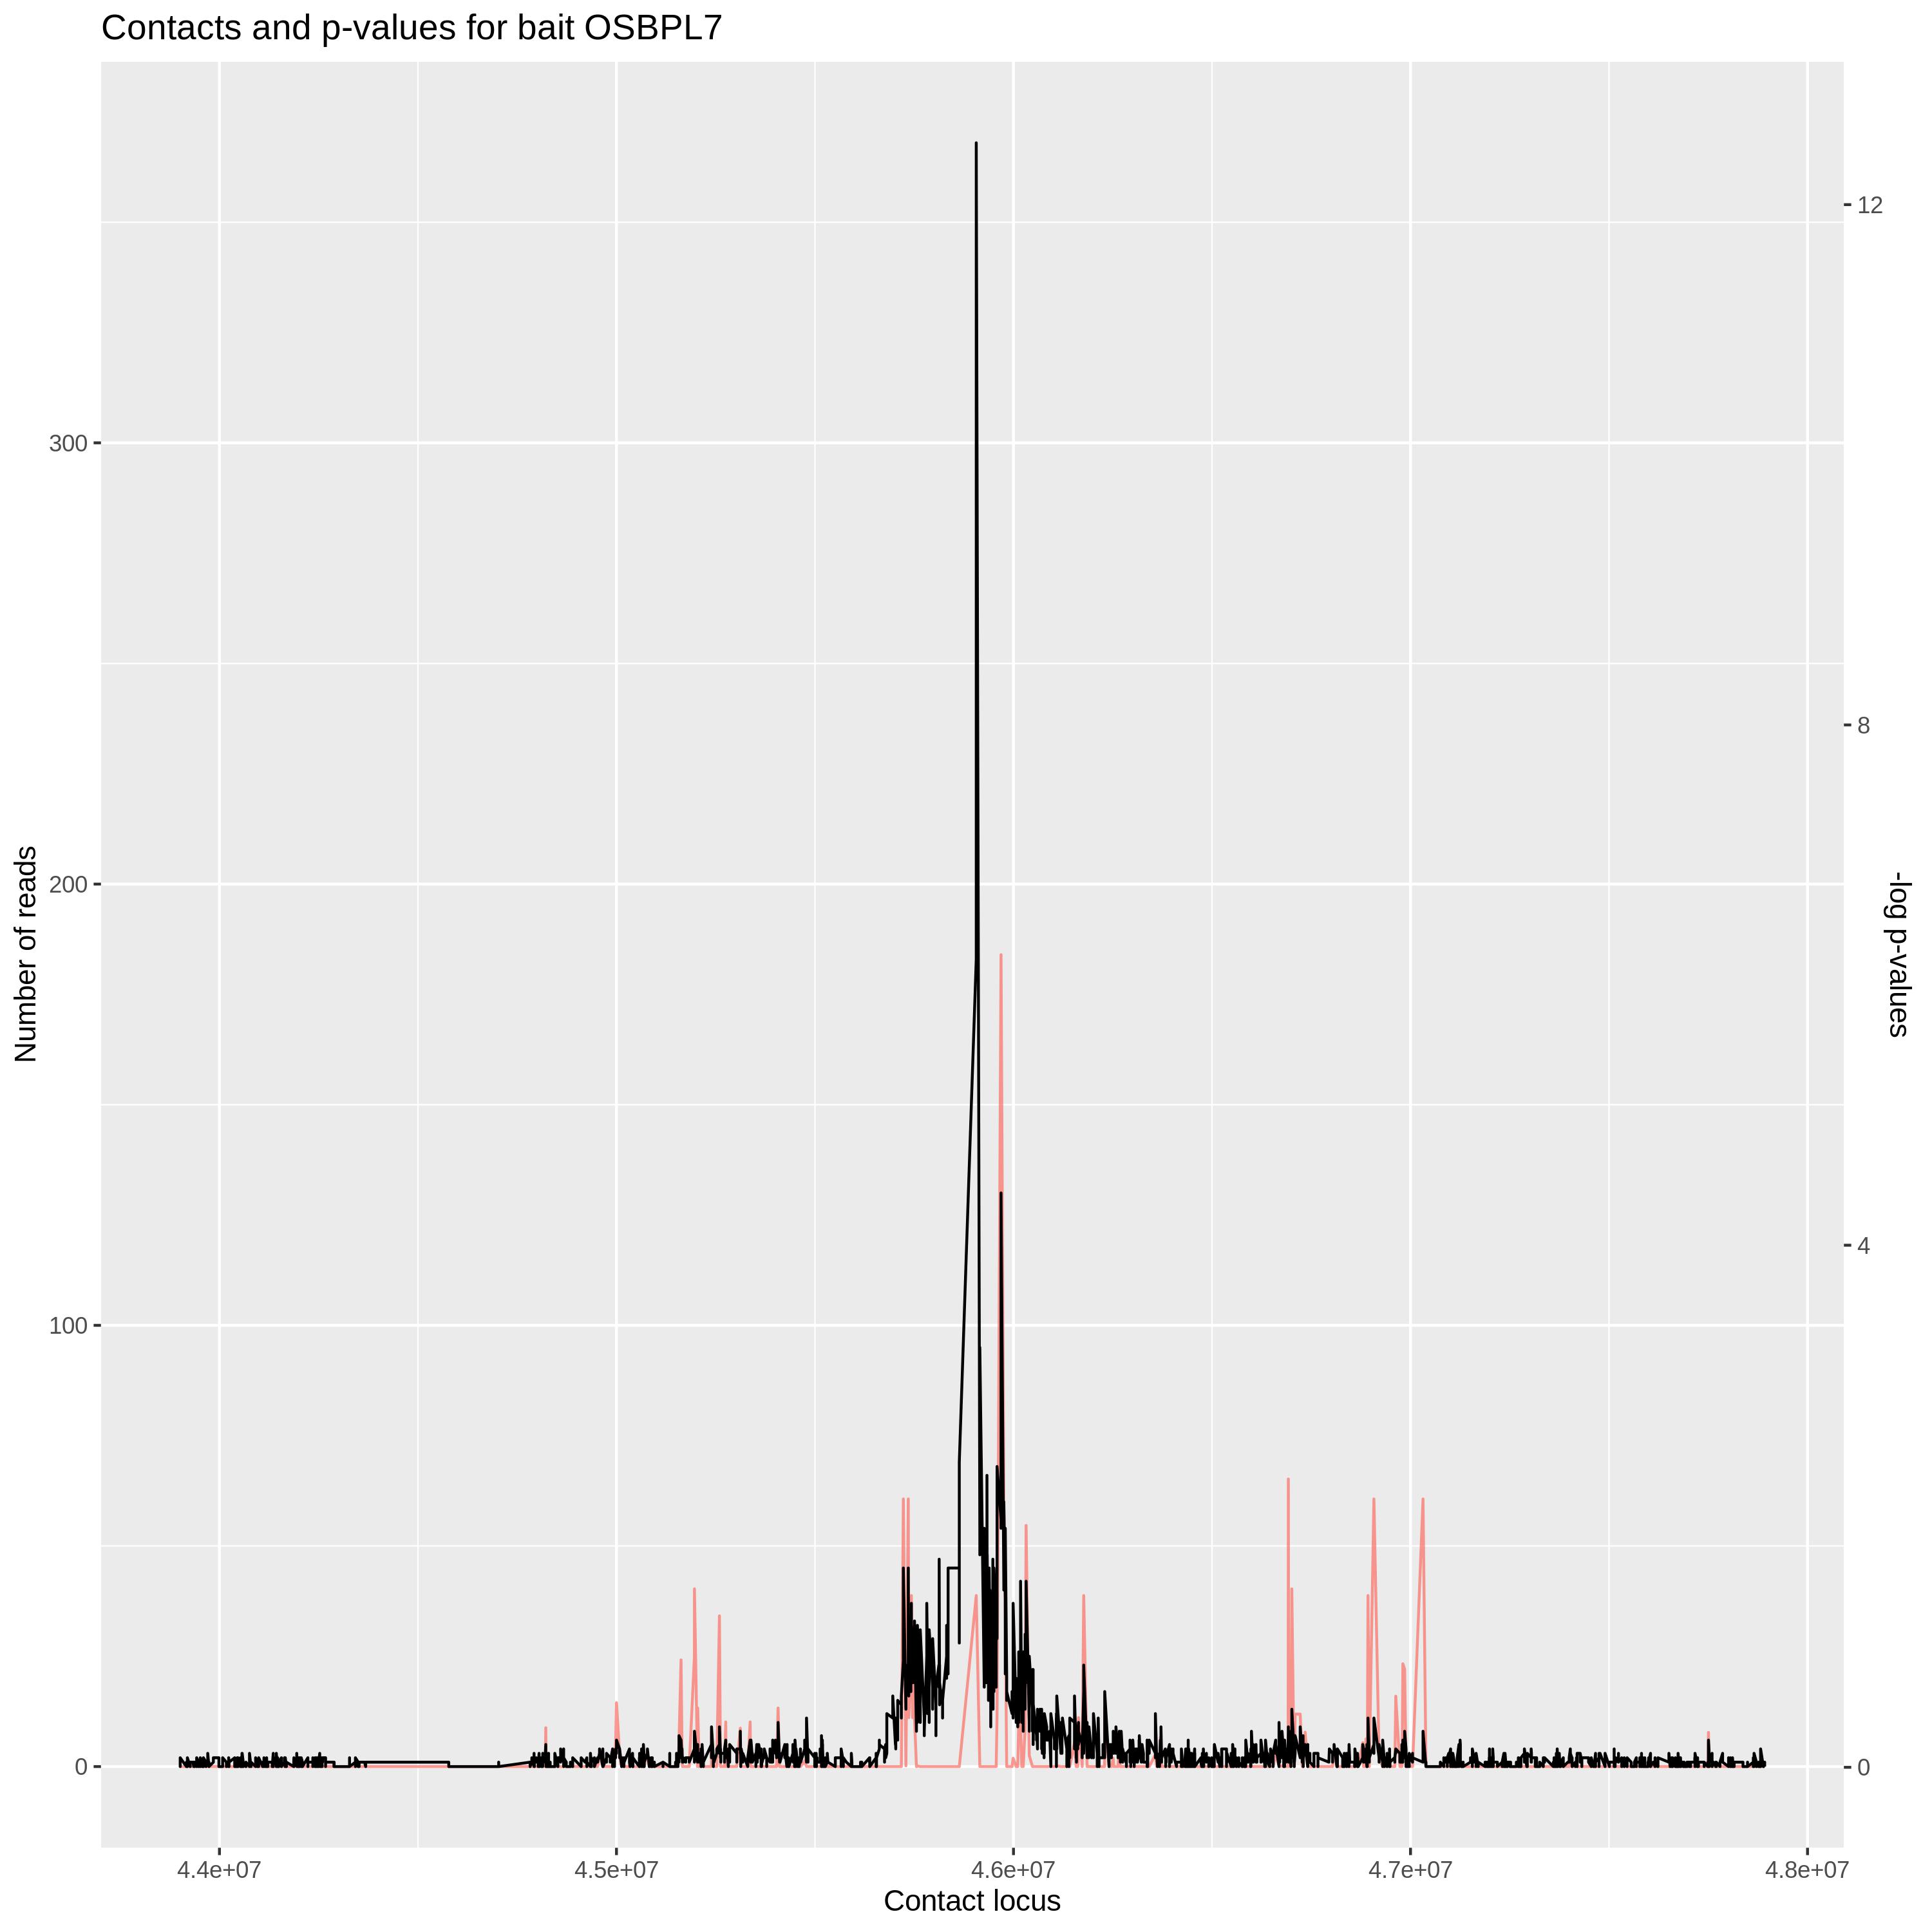 Contacts and p-values for bait OSBPL7
300
200
100
0
12
8
4
0
Number of reads
-log p-values
4.4e+07
4.5e+07
4.6e+07
4.7e+07
4.8e+07
Contact locus